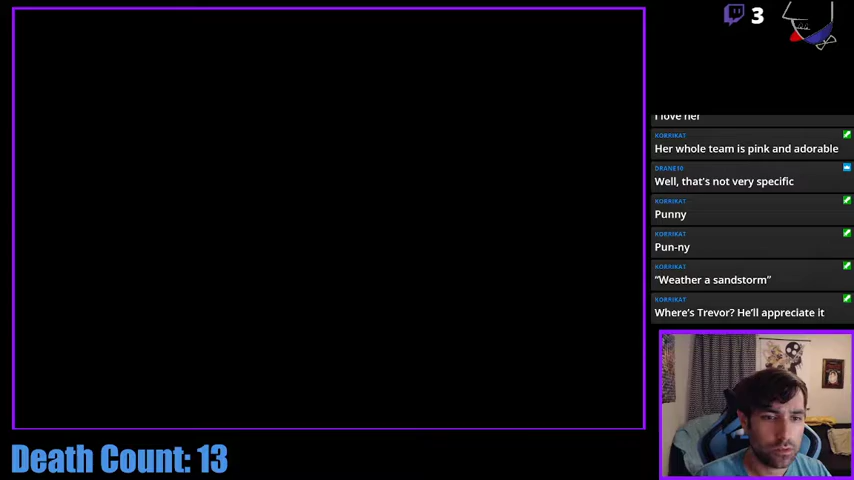 3
I love her
KORRIKAT
Her whole team is pink and adorable
DRANE10
Well, that's not very specific
KORRIKAT
Punny
KORRIKAT
Pun-ny
KORRIKAT
“Weather a sandstorm”
KORRIKAT
Where's Trevor? He'll appreciate it
Death Count: 13